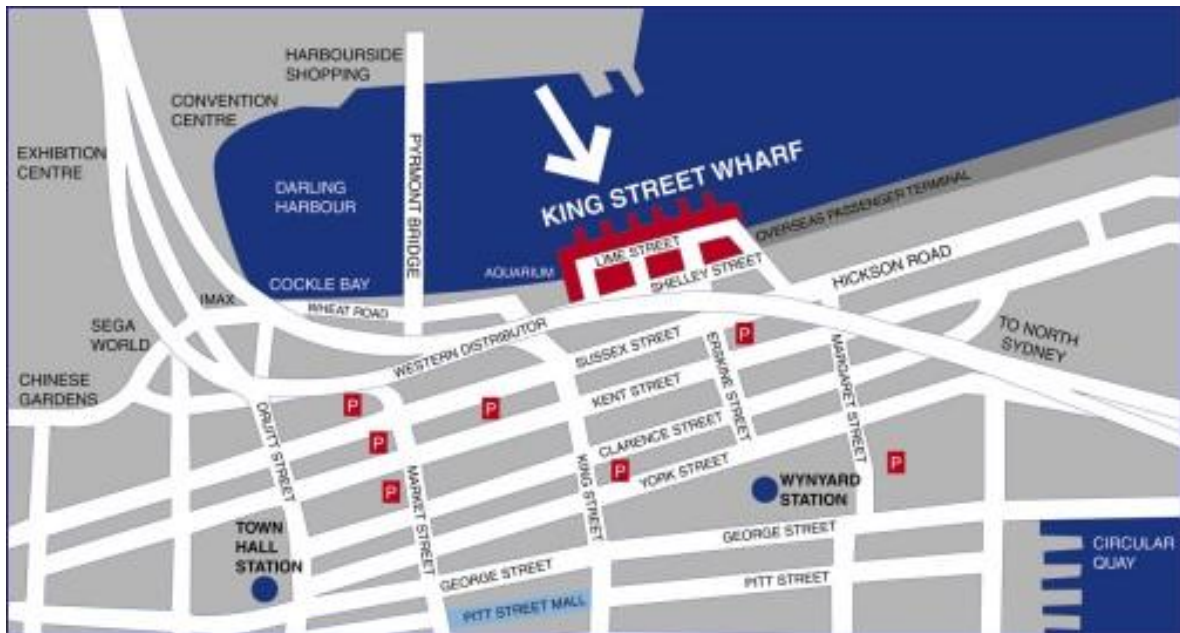 HARBOURSIDE
SHOPPING
CONVENTION
CENTRE
EXHIBITION
CENTRE
PYRMONT BRIDGE
DARLING
HARBOUR
KING STREET WHARF
OVERSEAS PASSENGER TERMINAL
LIME STREET
AQUARIUM
SHELLEY STREET
HICKSON ROAD
COCKLE BAY
IMAX
WHEAT ROAD
SEGA
WORLD
WESTERN DISTRIBUTOR
TO NORTH
SYDNEY
SUSSEX STREET
P
ERSKINE STREET
MARGARET STREET
CHINESE
GARDENS
KENT STREET
P
P
DRUITT STREET
P
CLARENCE STREET
MARKET STREET
KING STREET
P
YORK STREET
P
P
WYNYARD
STATION
TOWN
HALL
STATION
GEORGE STREET
CIRCULAR
QUAY
GEORGE STREET
PITT STREET
PITT STREET MALL